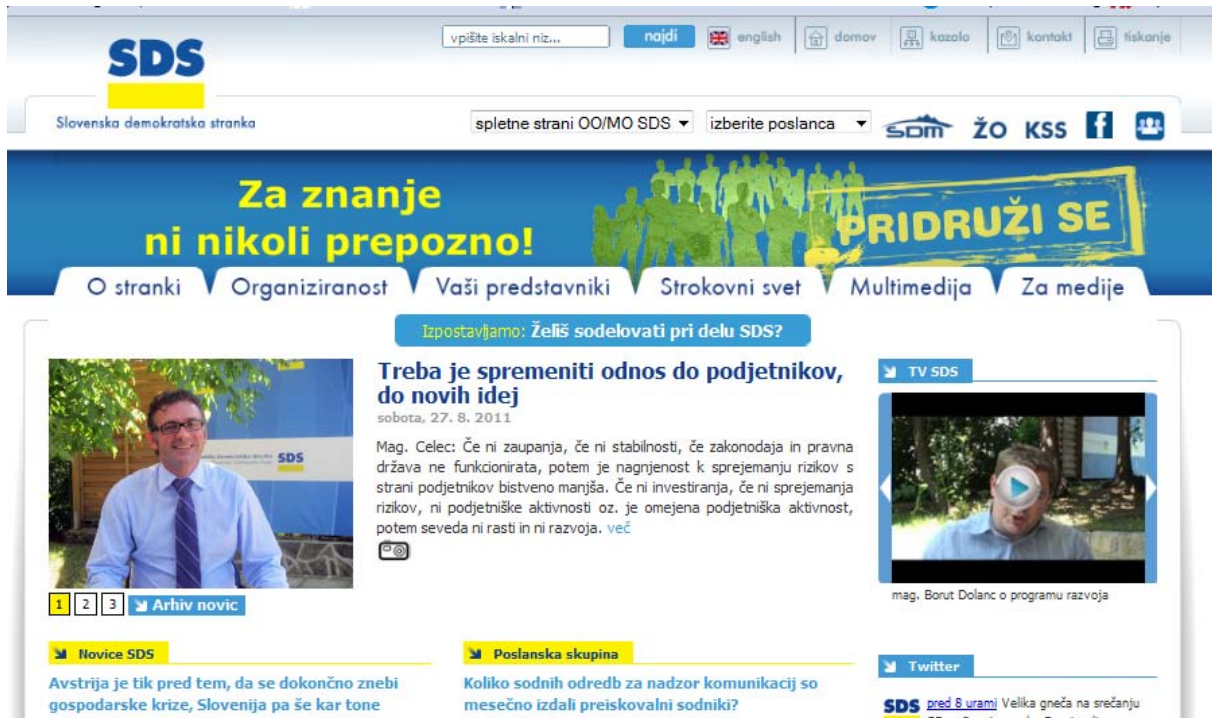 vpišite iskalni niz...
najdi
english
domov
kazalo
kontakt
tiskanje
SDS
Slovenska demokratska stranka
spletne strani OO/MO SDS
izberite poslanca
SDM
ŽO
KSS
f
Za znanje
ni nikoli prepozno!
PRIDRUŽI SE
O stranki
Organiziranost
Vaši predstavniki
Strokovni svet
Multimedija
Za medije
Izpostavljamo: Želiš sodelovati pri delu SDS?
SDS
Treba je spremeniti odnos do podjetnikov,
do novih idej
sobota, 27. 8. 2011
Mag. Celec: Če ni zaupanja, če ni stabilnosti, če zakonodaja in pravna
država ne funkcionirata, potem je nagnjenost k sprejemanju rizikov s
strani podjetnikov bistveno manjša. Če ni investiranja, če ni sprejemanja
rizikov, ni podjetniške aktivnosti oz. je omejena podjetniška aktivnost,
potem seveda ni rasti in ni razvoja. več
1 2 3 Arhiv novic
TV SDS
mag. Borut Dolanc o programu razvoja
Novice SDS
Avstrija je tik pred tem, da se dokončno znebi
gospodarske krize, Slovenija pa še kar tone
Poslanska skupina
Koliko sodnih odredb za nadzor komunikacij so
mesečno izdali preiskovalni sodniki?
Twitter
SDS pred 8 urami Velika gneča na srečanju